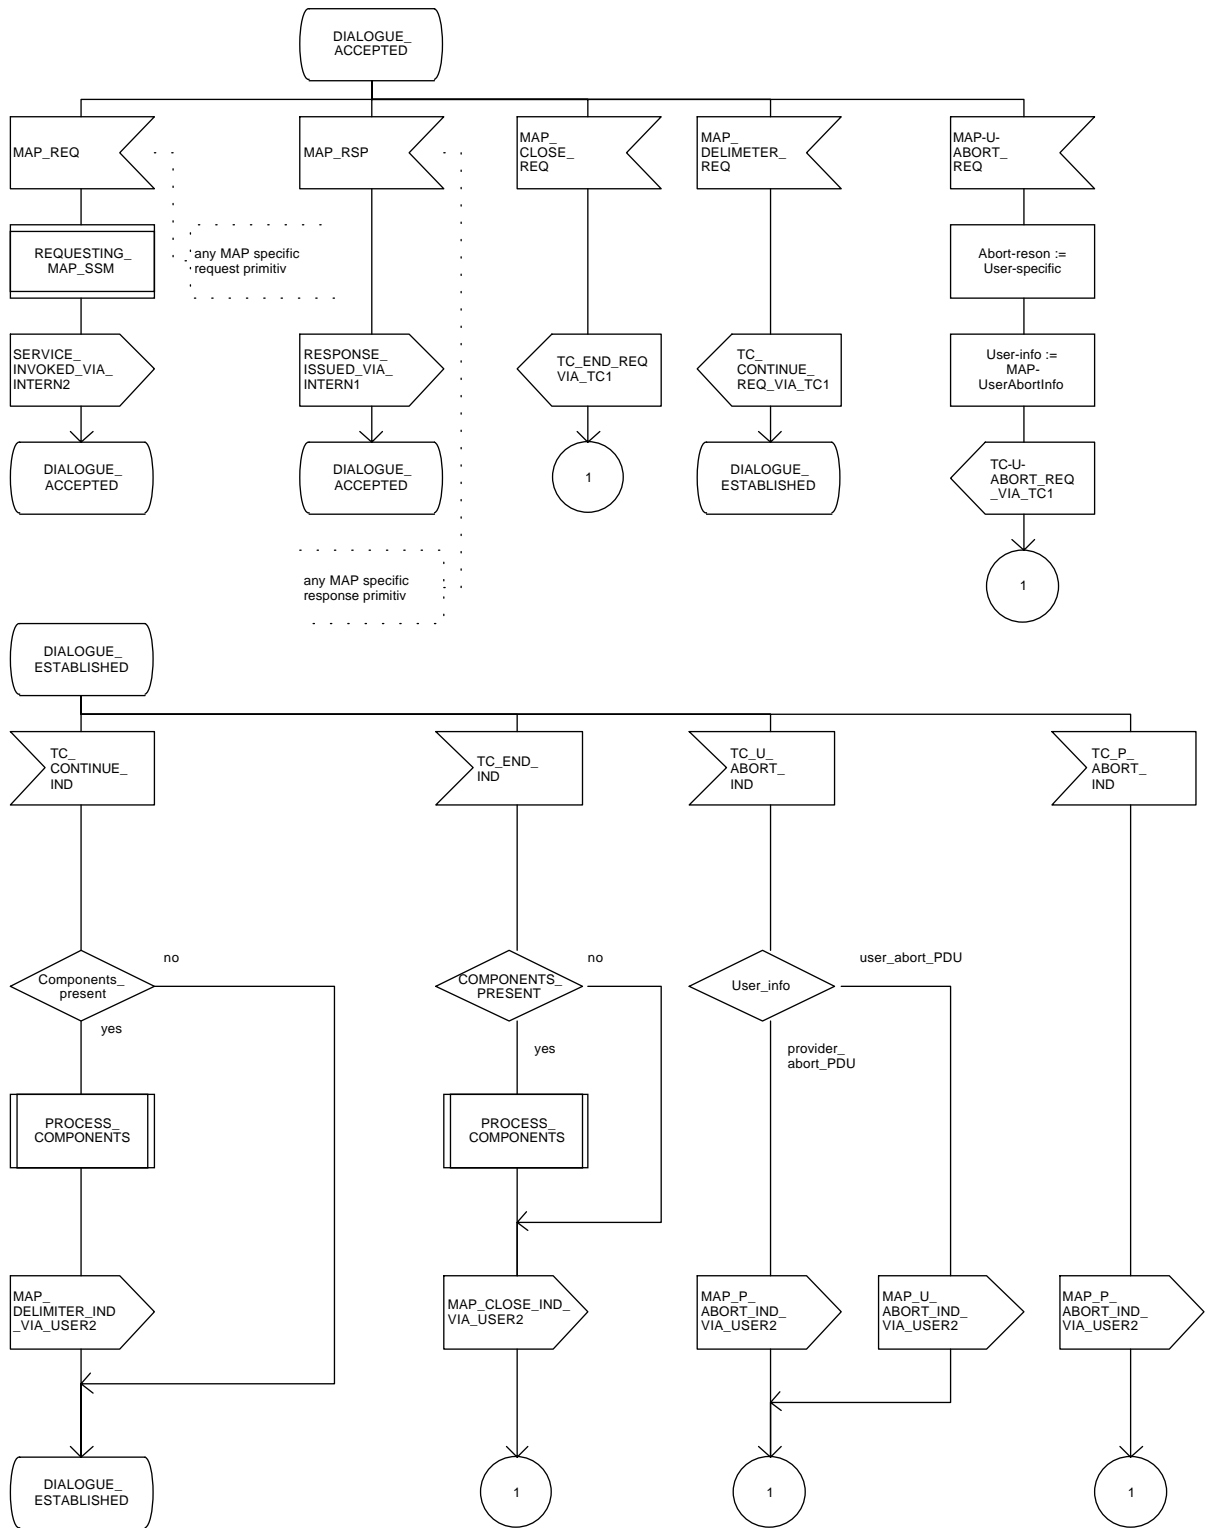 DIALOGUE_
ACCEPTED
MAP_REQ
MAP_RSP
MAP_
CLOSE_
REQ
MAP_
DELIMETER_
REQ
MAP-U-
ABORT_
REQ
REQUESTING_
MAP_SSM
any MAP specific
request primitiv
Abort-reson :=
User-specific
SERVICE_
INVOKED_VIA_
INTERN2
RESPONSE_
ISSUED_VIA_
INTERN1
TC_END_REQ
VIA_TC1
TC_
CONTINUE_
REQ_VIA_TC1
User-info :=
MAP-
UserAbortInfo
DIALOGUE_
ACCEPTED
DIALOGUE_
ACCEPTED
1
DIALOGUE_
ESTABLISHED
TC-U-
ABORT_REQ
_VIA_TC1
any MAP specific
response primitiv
1
DIALOGUE_
ESTABLISHED
TC_
CONTINUE_
IND
TC_END_
IND
TC_U_
ABORT_
IND
TC_P_
ABORT_
IND
Components_
present
no
yes
COMPONENTS_
PRESENT
no
yes
User_info
user_abort_PDU
provider_
abort_PDU
PROCESS_
COMPONENTS
PROCESS_
COMPONENTS
MAP_
DELIMITER_IND
_VIA_USER2
MAP_CLOSE_IND_
VIA_USER2
MAP_P_
ABORT_IND_
VIA_USER2
MAP_U_
ABORT_IND_
VIA_USER2
MAP_P_
ABORT_IND_
VIA_USER2
DIALOGUE_
ESTABLISHED
1
1
1